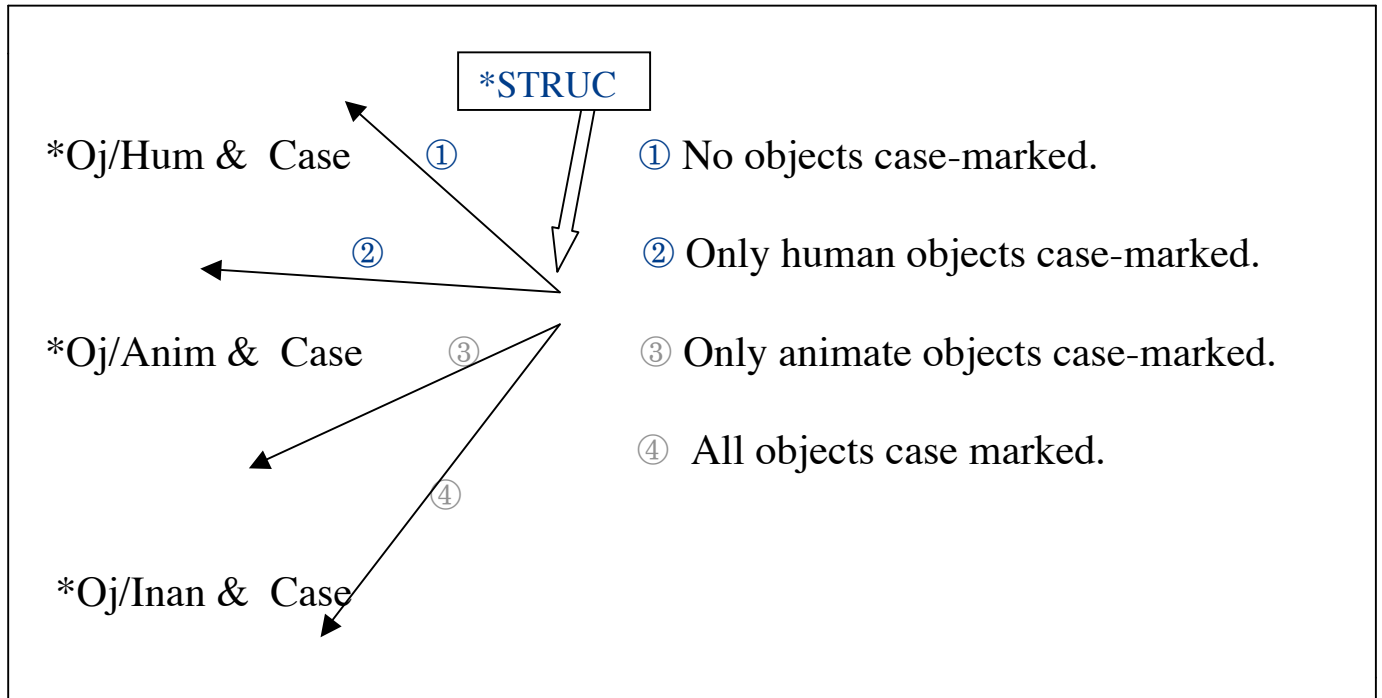 *STRUC
*Oj/Hum & Case ① ① No objects case-marked.
② ② Only human objects case-marked.
*Oj/Anim & Case ③ ③ Only animate objects case-marked.
④ All objects case marked.
④
*Oj/Inan & Case